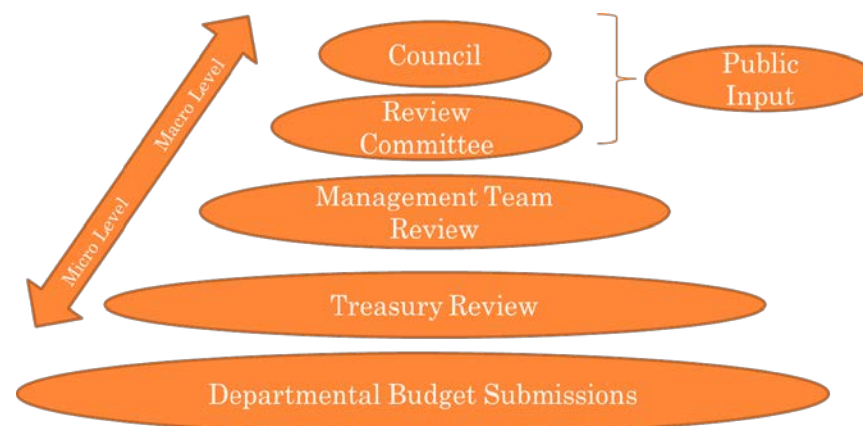 Council
Public
Input
Review
Committee
Macro Level
Management Team
Review
Micro Level
Treasury Review
Departmental Budget Submissions